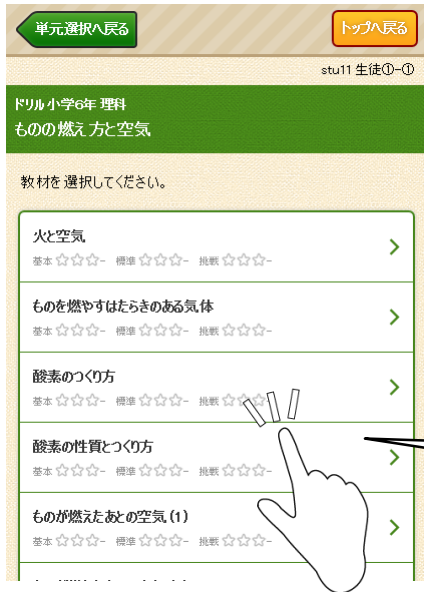 単元選択へ戻る
トップへ戻る
stu11 生徒①-①
ドリル 小学6年 理科
ものの燃え方と空気
教材を選択してください。
火と空気
基本 ☆☆☆- 標準 ☆☆☆- 挑戦 ☆☆☆-
ものを燃やすはたらきのある気体
基本 ☆☆☆- 標準 ☆☆☆- 挑戦 ☆☆☆-
酸素のつくり方
基本 ☆☆☆- 標準 ☆☆☆- 挑戦 ☆☆
酸素の性質とつくり方
基本 ☆☆☆- 標準 ☆☆☆- 挑戦 ☆☆☆-
ものが燃えたあとの空気(1)
基本 ☆☆☆- 標準 ☆☆☆- 挑戦 ☆☆☆-